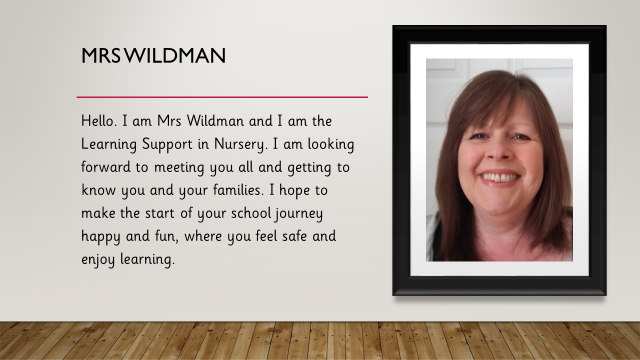 MRS WILDMAN
Hello. I am Mrs Wildman and I am the
Learning Support in Nursery. I am looking
forward to meeting you all and getting to
know you and your families. I hope to
make the start of your school journey
happy and fun, where you feel safe and
enjoy learning.